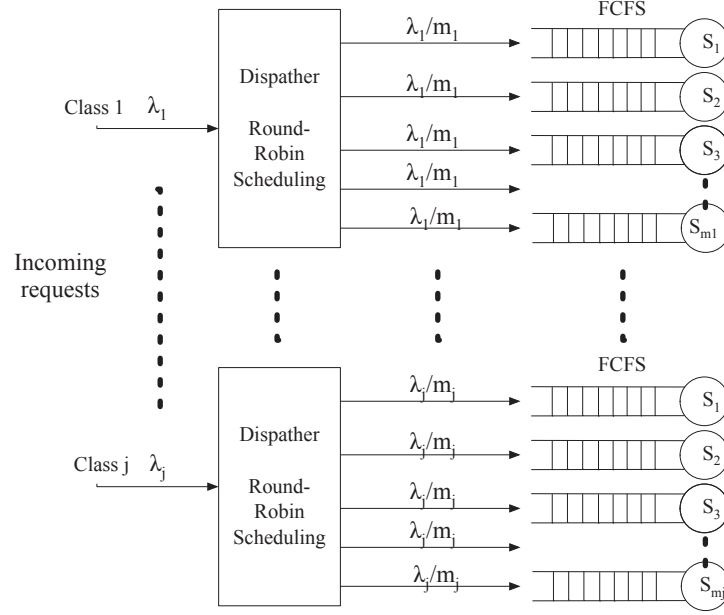 FCFS
λ1/m1
S1
Dispather
λ1/m1
S2
Class 1 λ1
Round-
Robin
Scheduling
λ1/m1
S3
λ1/m1
λ1/m1
Sm1
Incoming
requests
FCFS
λj/mj
S1
Dispather
λj/mj
S2
Class j λj
Round-
Robin
Scheduling
λj/mj
S3
λj/mj
λj/mj
Smj